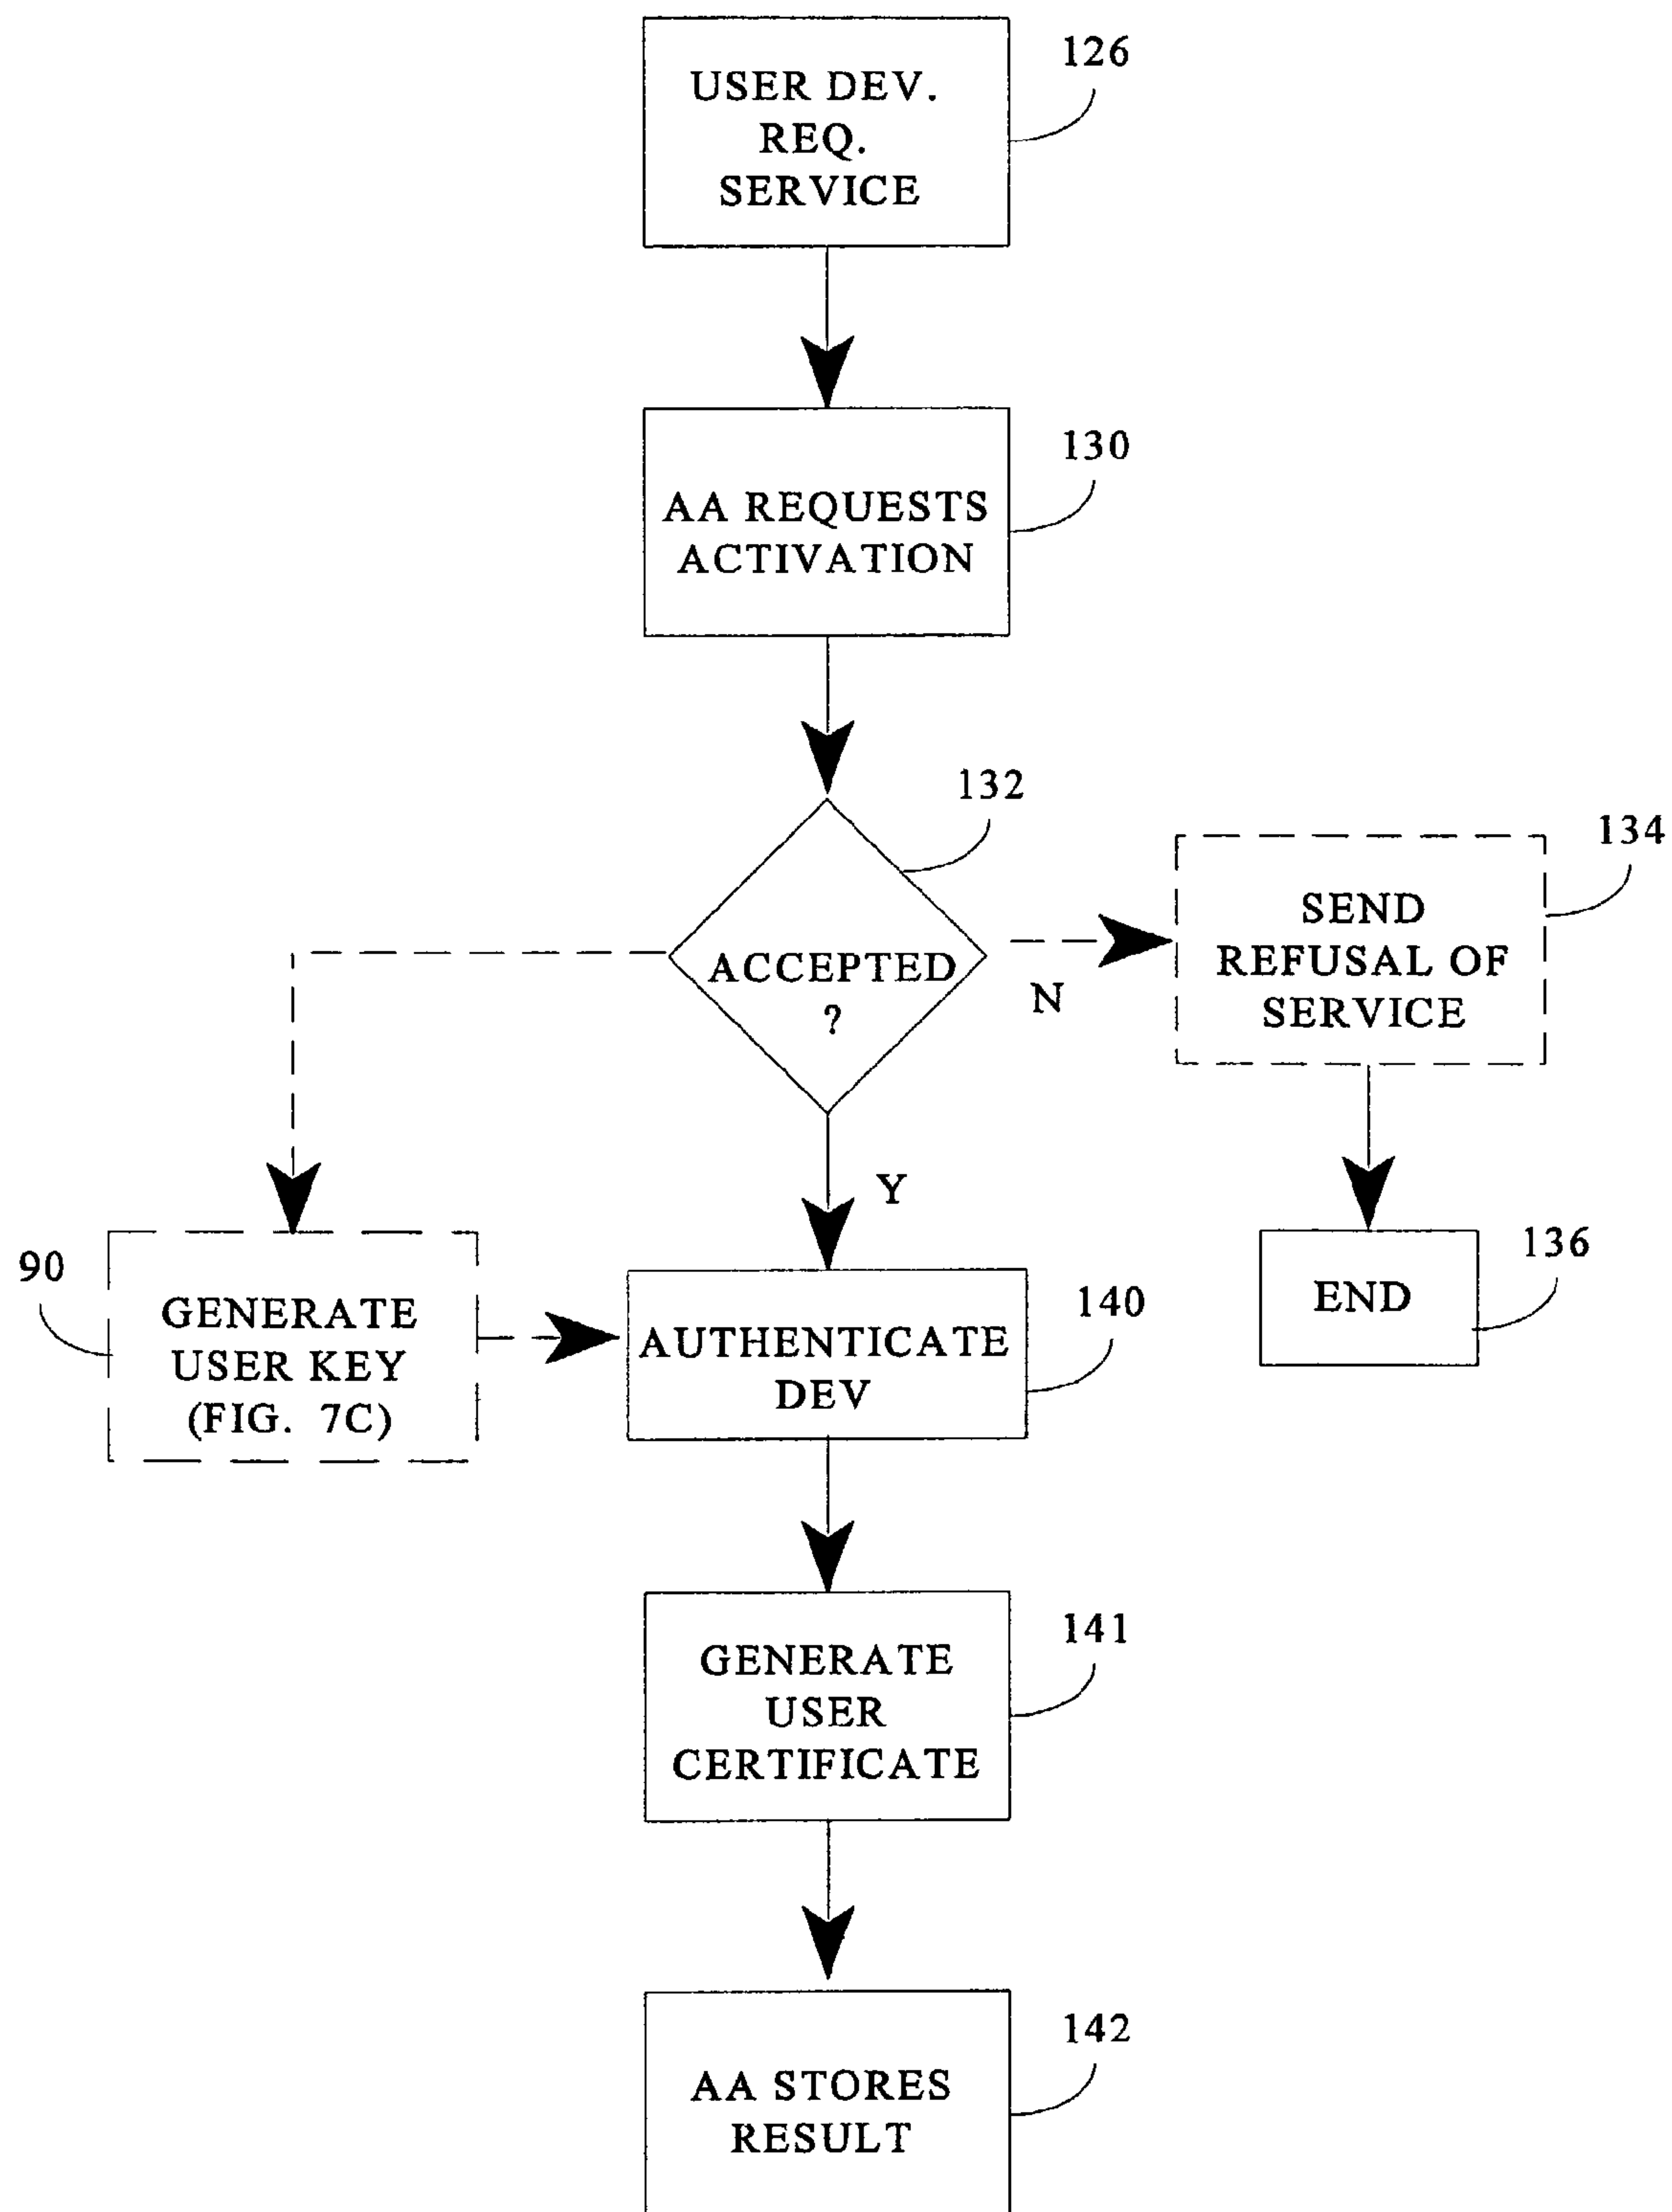 126
USER DEV.
REQ.
SERVICE
130
AA REQUESTS
ACTIVATION
132
134
ACCEPTED
?
N
SEND
REFUSAL OF
SERVICE
Y
90
GENERATE
USER KEY
(FIG. 7C)
140
AUTHENTICATE
DEV
136
END
141
GENERATE
USER
CERTIFICATE
142
AA STORES
RESULT